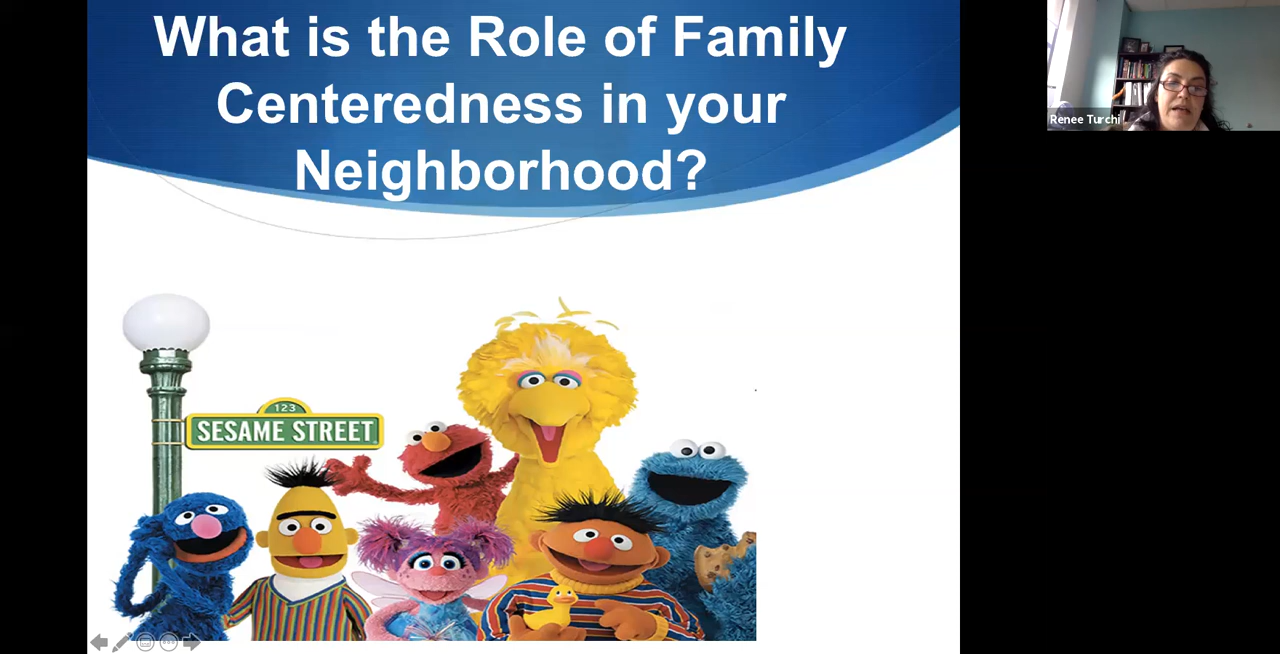 What is the Role of Family
Centeredness in your
Neighborhood?
Renee Turchi
123
SESAME STREET